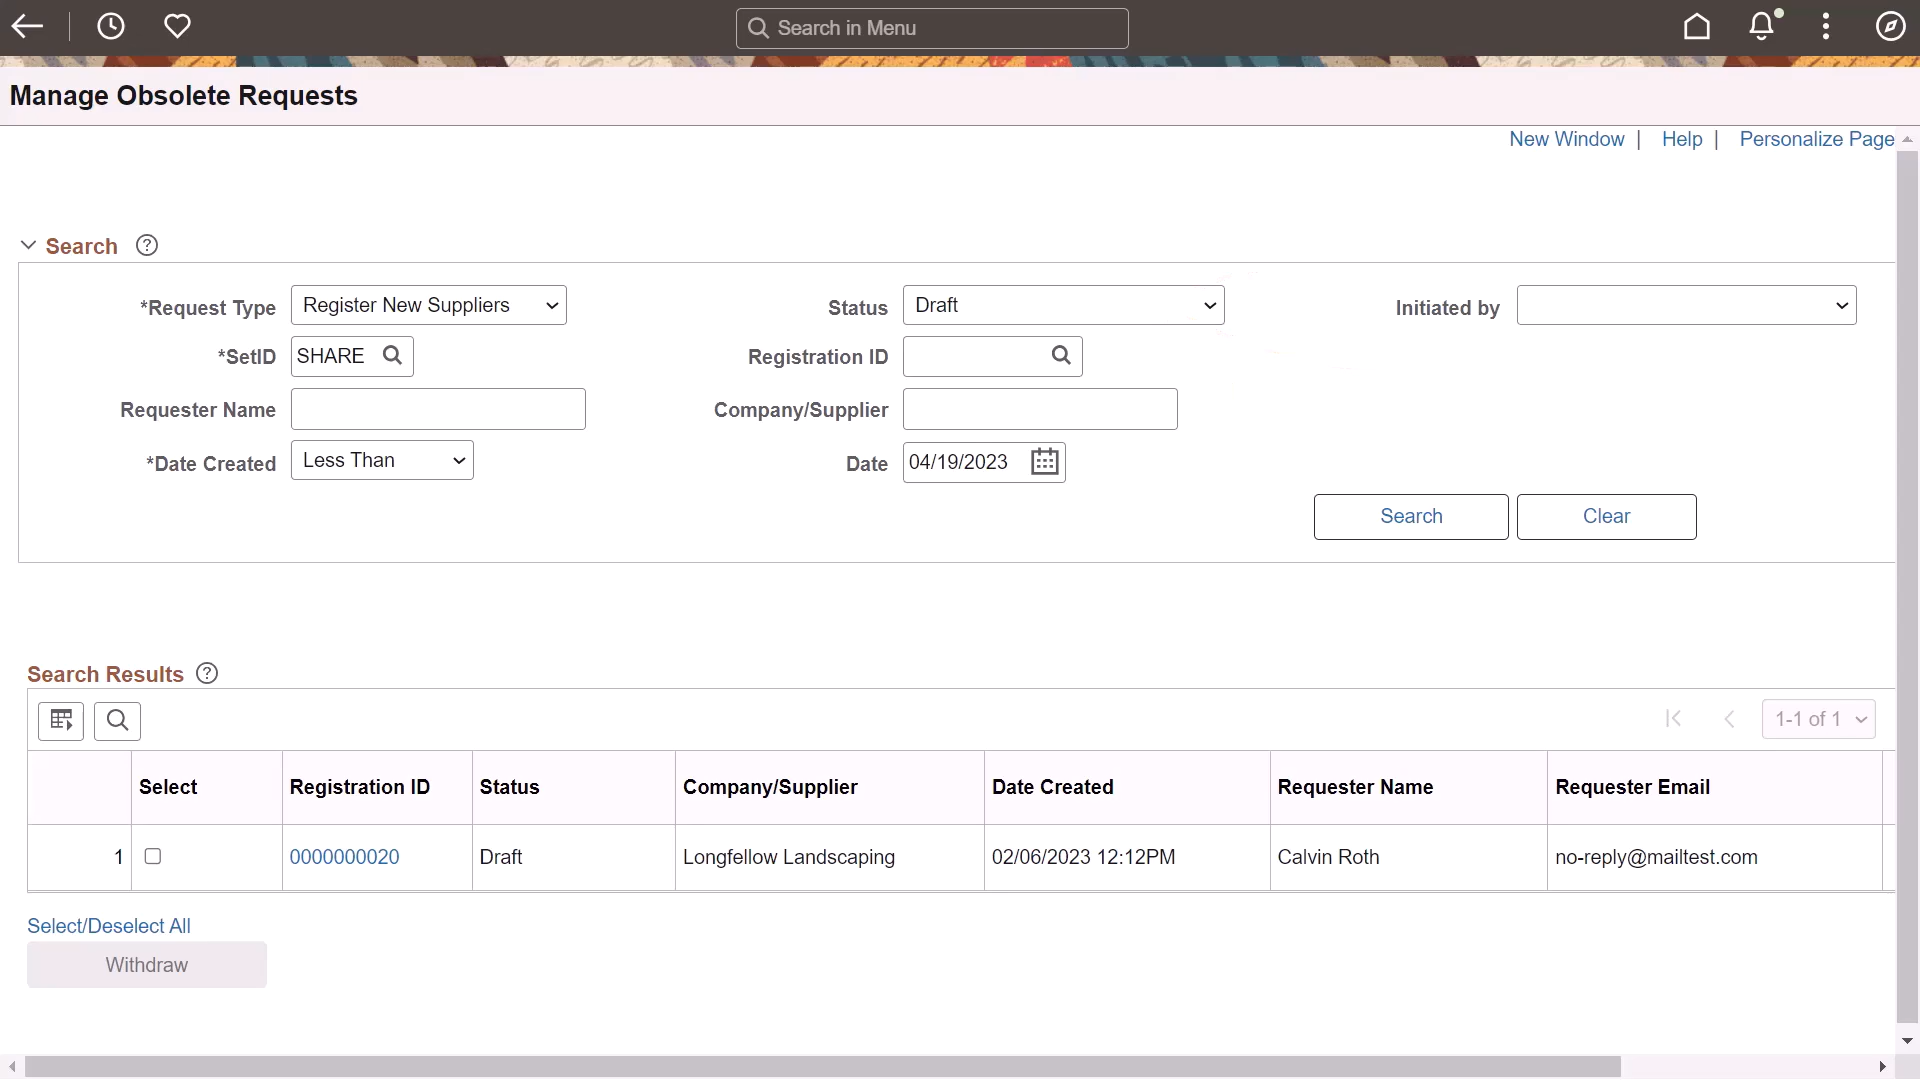 Search in Menu
Manage Obsolete Requests
New Window | Help | Personalize Page
Search
*Request Type Register New Suppliers Status Draft Initiated by
*SetID SHARE Registration ID
Requester Name Company/Supplier
*Date Created Less Than Date 04/19/2023
Search Clear
Search Results
1-1 of 1
Select Registration ID Status Company/Supplier Date Created Requester Name Requester Email
1 0000000020 Draft Longfellow Landscaping 02/06/2023 12:12PM Calvin Roth no-reply@mailtest.com
Select/Deselect All
Withdraw